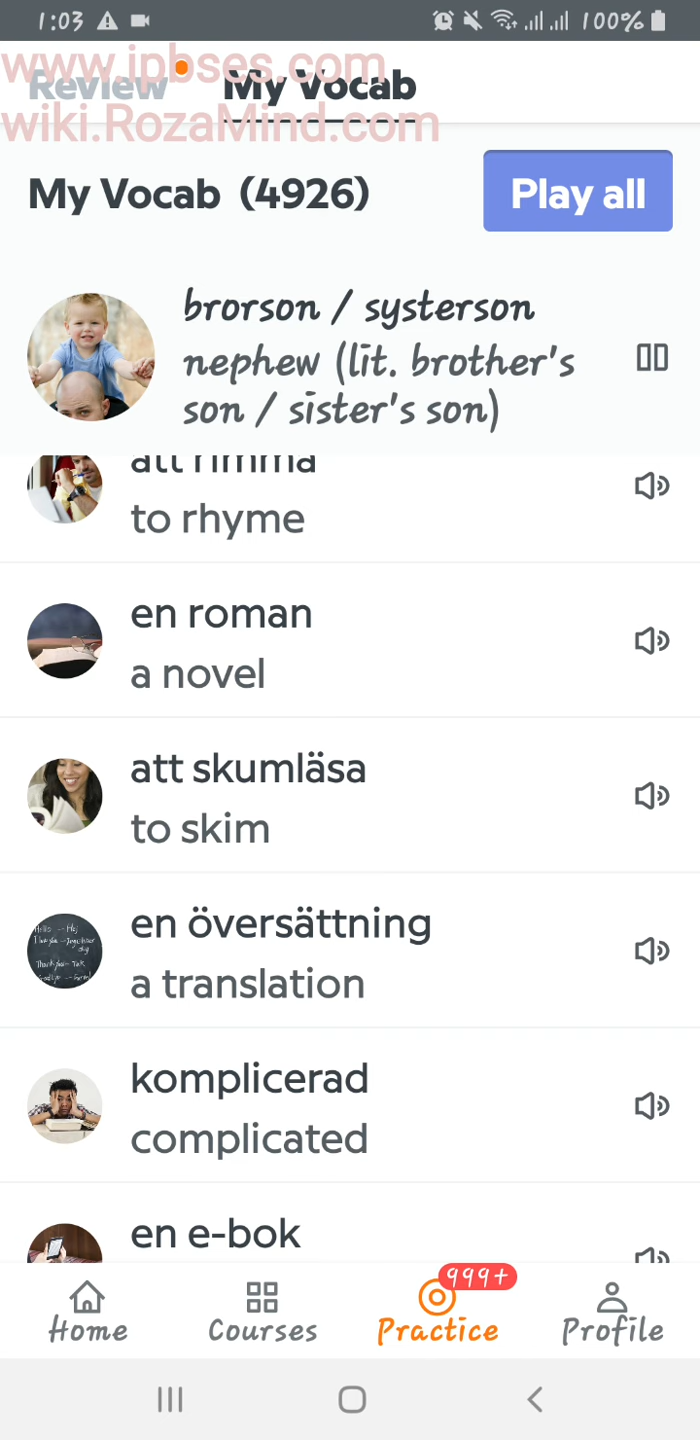 1:03 100%
www.ipbses.com
Review My Vocab
wiki.RozaMind.com
My Vocab (4926) Play all
brorson / systerson
nephew (lit. brother's
son / sister's son)
att rimma
to rhyme
en roman
a novel
att skumläsa
to skim
en översättning
a translation
komplicerad
complicated
en e-bok
999+
Home Courses Practice Profile